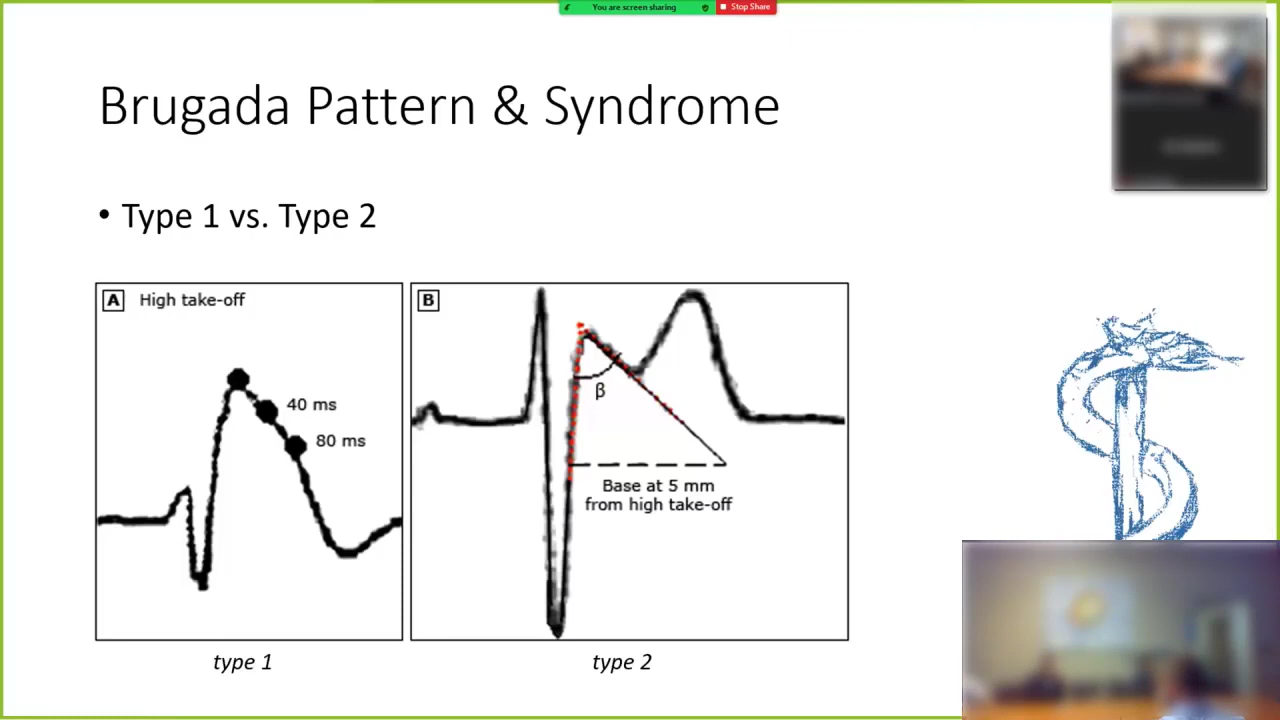 You are screen sharing
Stop Share
Brugada Pattern & Syndrome
• Type 1 vs. Type 2
A High take-off
40 ms
80 ms
B
β
Base at 5 mm
from high take-off
type 1
type 2